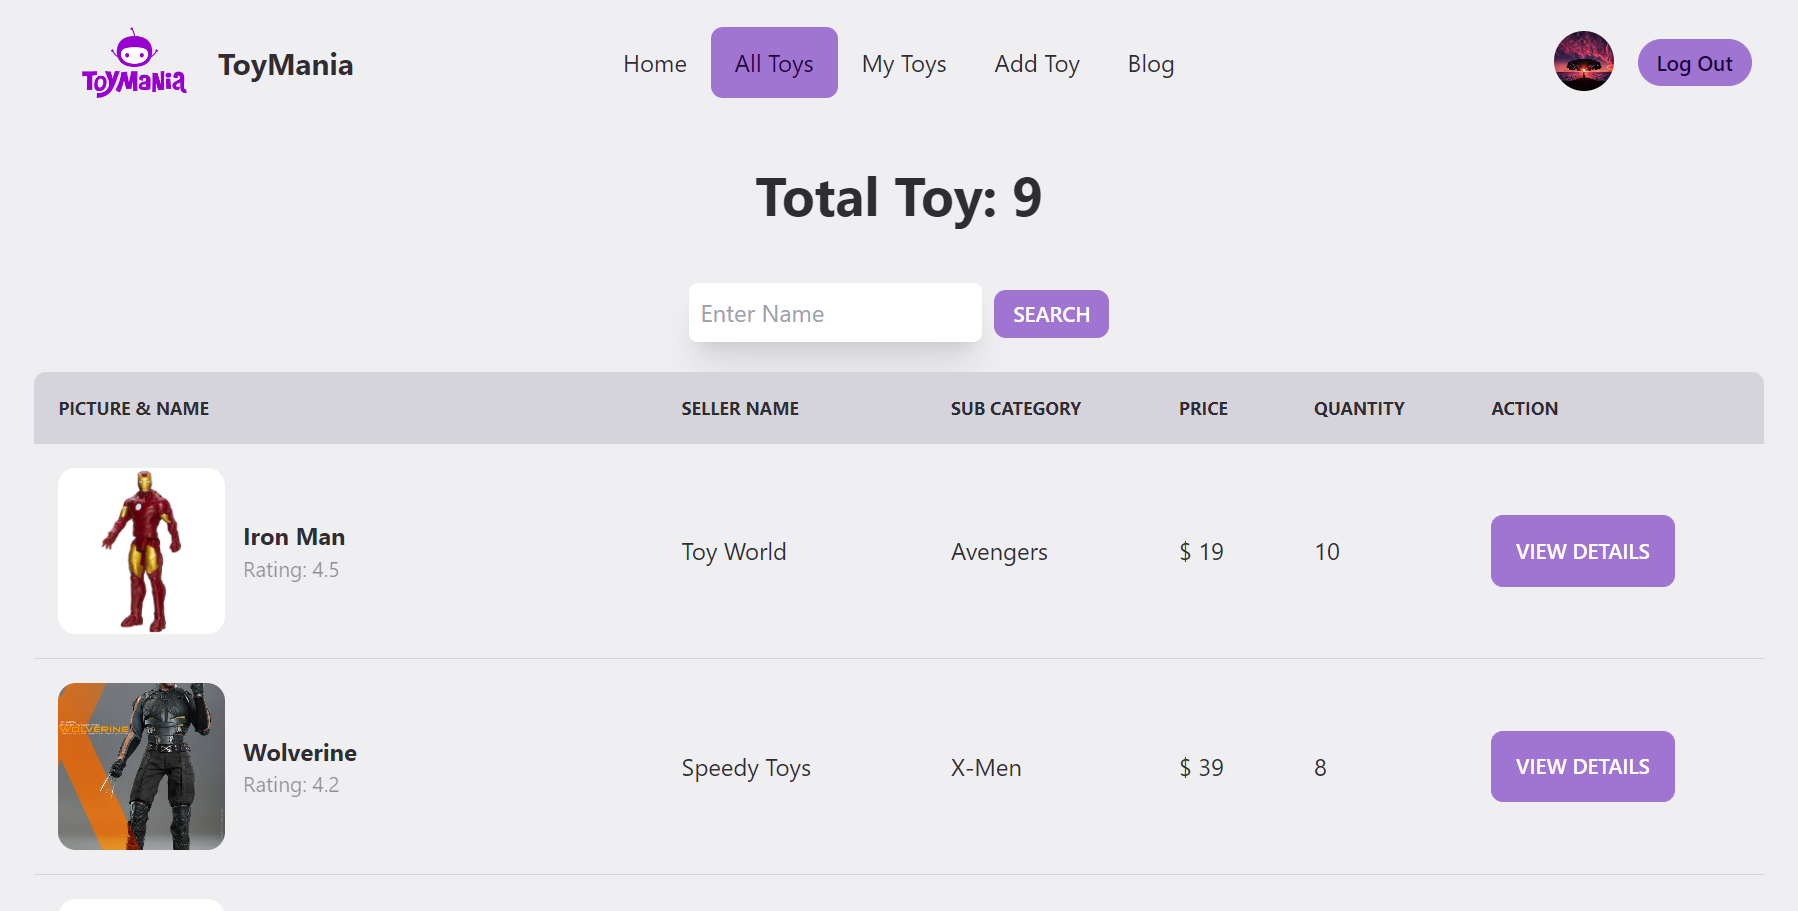 ToyMania
ToyMania
Home
All Toys
My Toys
Add Toy
Blog
Log Out
Total Toy: 9
Enter Name
SEARCH
PICTURE & NAME
SELLER NAME
SUB CATEGORY
PRICE
QUANTITY
ACTION
Iron Man
Rating: 4.5
Toy World
Avengers
$ 19
10
VIEW DETAILS
WOLVERINE
Wolverine
Rating: 4.2
Speedy Toys
X-Men
$ 39
8
VIEW DETAILS